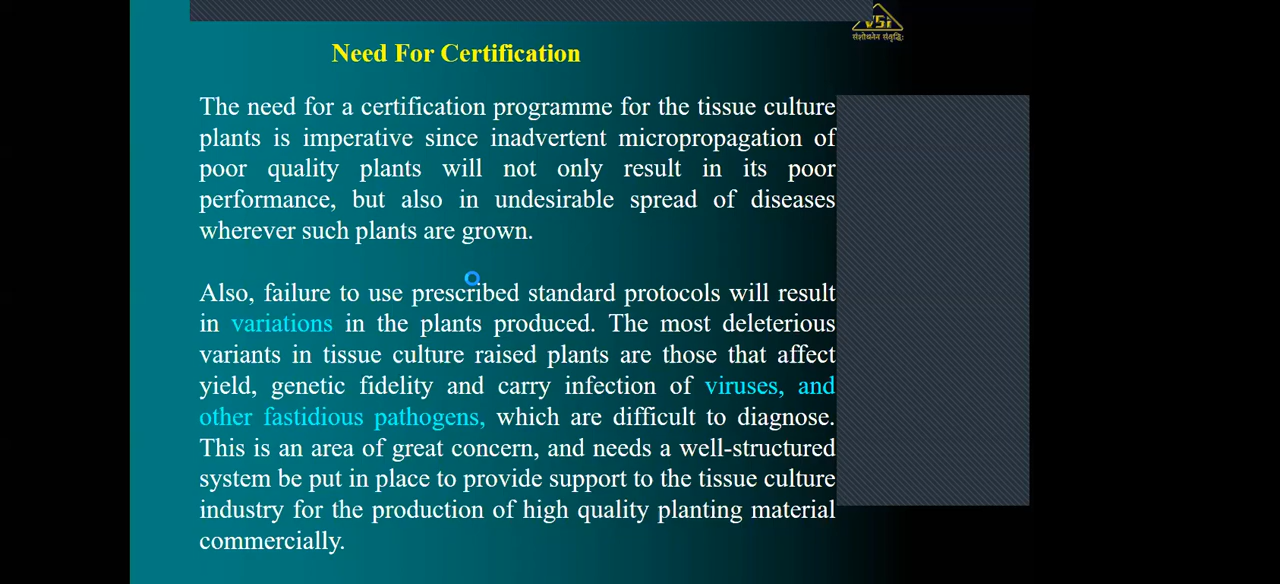 VSI
संशोधनेन संवृद्धिः
Need For Certification
The need for a certification programme for the tissue culture
plants is imperative since inadvertent micropropagation of
poor quality plants will not only result in its poor
performance, but also in undesirable spread of diseases
wherever such plants are grown.
Also, failure to use prescribed standard protocols will result
in variations in the plants produced. The most deleterious
variants in tissue culture raised plants are those that affect
yield, genetic fidelity and carry infection of viruses, and
other fastidious pathogens, which are difficult to diagnose.
This is an area of great concern, and needs a well-structured
system be put in place to provide support to the tissue culture
industry for the production of high quality planting material
commercially.